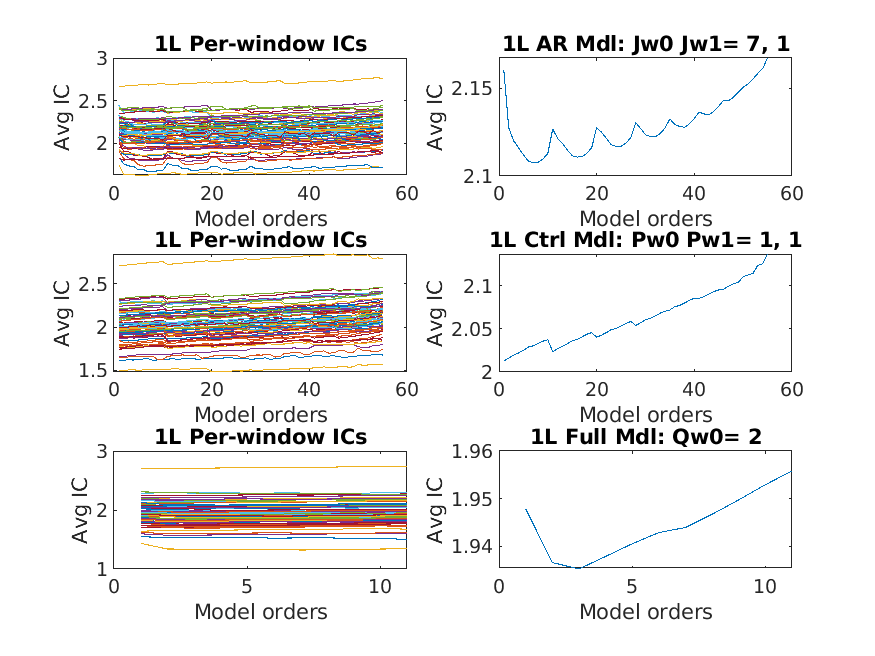 1L Per-window ICs
Avg IC
3
2.5
2
0 20 40 60
Model orders
1L AR Mdl: Jw0 Jw1= 7, 1
Avg IC
2.15
2.1
0 20 40 60
Model orders
1L Per-window ICs
Avg IC
2.5
2
1.5
0 20 40 60
Model orders
1L Ctrl Mdl: Pw0 Pw1= 1, 1
Avg IC
2.1
2.05
2
0 20 40 60
Model orders
1L Per-window ICs
Avg IC
3
2
1
0 5 10
Model orders
1L Full Mdl: Qw0= 2
Avg IC
1.96
1.95
1.94
0 5 10
Model orders